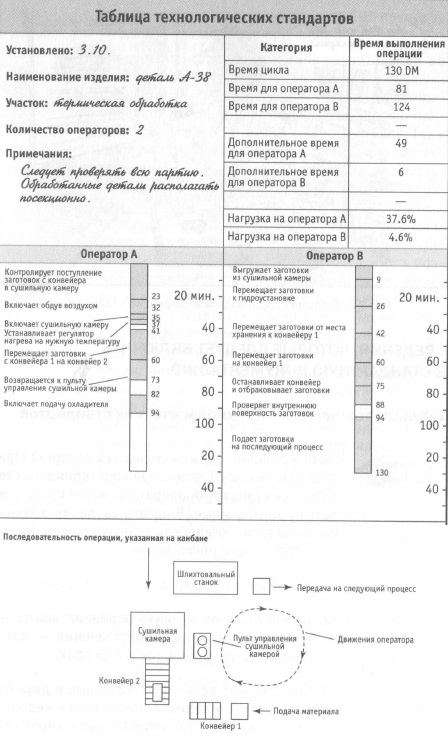 Таблица технологических стандартов
Установлено: 3.10.
Наименование изделия: деталь А-38
Участок: термическая обработка
Количество операторов: 2
Примечания:
Следует проверять всю партию.
Обработанные детали располагать
посекционно.
Категория
Время выполнения
операции
Время цикла
130 DM
Время для оператора А
81
Время для оператора В
124
—
Дополнительное время
для оператора А
49
Дополнительное время
для оператора В
6
—
Нагрузка на оператора А
37.6%
Нагрузка на оператора В
4.6%
Оператор А
Контролирует поступление
заготовок с конвейера
в сушильную камеру
23
Включает обдув воздухом
32
Включает сушильную камеру
35
37
Устанавливает регулятор
нагрева на нужную температуру
41
Перемещает заготовки
с конвейера 1 на конвейер 2
60
Возвращается к пульту
управления сушильной камеры
73
82
Включает подачу охладителя
94
20 мин.
40
60
80
100
20
40
Оператор В
Выгружает заготовки
из сушильной камеры
9
Перемещает заготовки
к гидроустановке
26
Перемещает заготовки от места
хранения к конвейеру 1
42
Перемещает заготовки
на конвейер 1
Останавливает конвейер
и отбраковывает заготовки
75
Проверяет внутреннюю
поверхность заготовок
88
94
Подает заготовки
на последующий процесс
130
20 мин.
40
60
80
100
20
40
Последовательность операции, указанная на канбане
Шлихтовальный
станок
Передача на следующий процесс
Сушильная
камера
Пульт управления
сушильной
камерой
Движения оператора
Конвейер 2
Подача материала
Конвейер 1